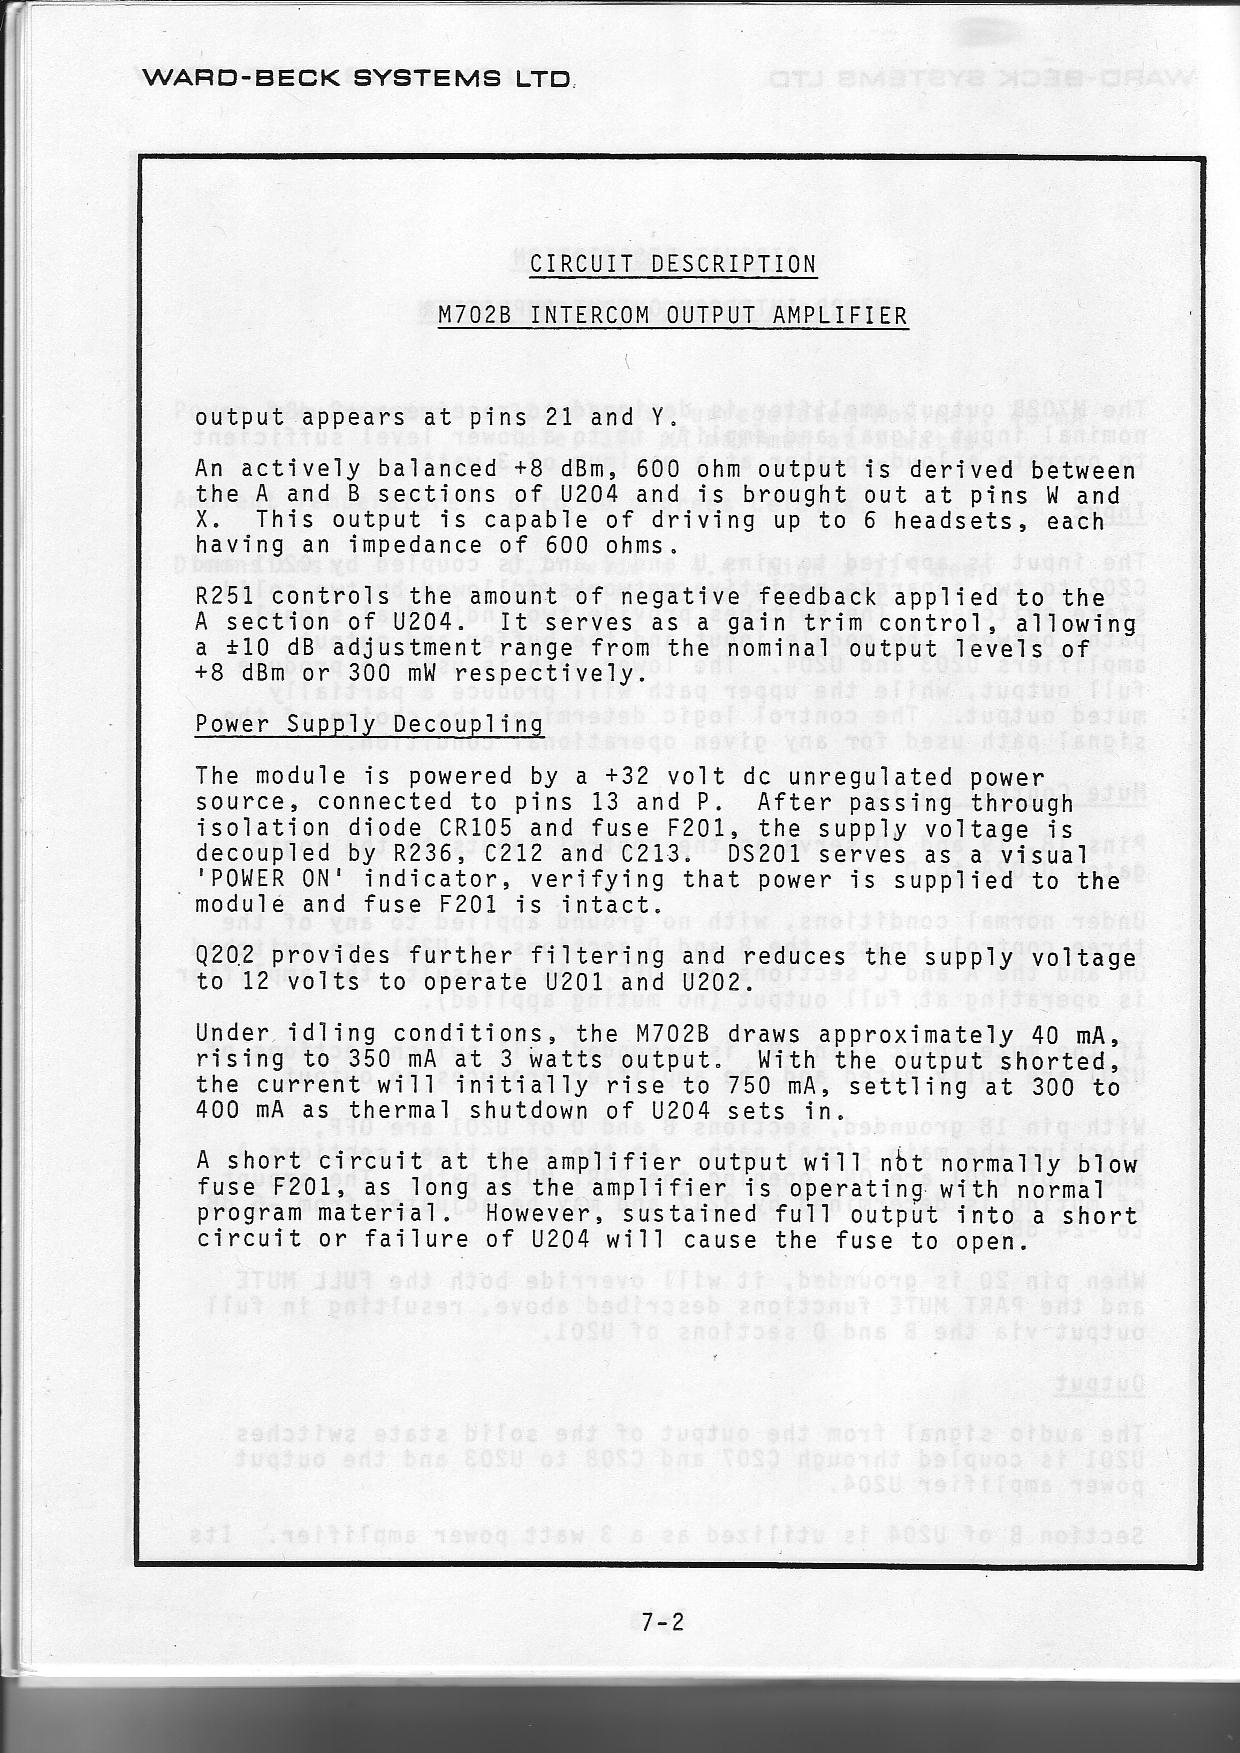 WARD-BECK SYSTEMS LTD.
CIRCUIT DESCRIPTION
M702B INTERCOM OUTPUT AMPLIFIER
output appears at pins 21 and Y.
An actively balanced +8 dBm, 600 ohm output is derived between
the A and B sections of U204 and is brought out at pins W and
X.  This output is capable of driving up to 6 headsets, each
having an impedance of 600 ohms.
R251 controls the amount of negative feedback applied to the
A section of U204.  It serves as a gain trim control, allowing
a ±10 dB adjustment range from the nominal output levels of
+8 dBm or 300 mW respectively.
Power Supply Decoupling
The module is powered by a +32 volt dc unregulated power
source, connected to pins 13 and P.  After passing through
isolation diode CR105 and fuse F201, the supply voltage is
decoupled by R236, C212 and C213.  DS201 serves as a visual
'POWER ON' indicator, verifying that power is supplied to the
module and fuse F201 is intact.
Q202 provides further filtering and reduces the supply voltage
to 12 volts to operate U201 and U202.
Under idling conditions, the M702B draws approximately 40 mA,
rising to 350 mA at 3 watts output.  With the output shorted,
the current will initially rise to 750 mA, settling at 300 to
400 mA as thermal shutdown of U204 sets in.
A short circuit at the amplifier output will not normally blow
fuse F201, as long as the amplifier is operating with normal
program material.  However, sustained full output into a short
circuit or failure of U204 will cause the fuse to open.
7-2